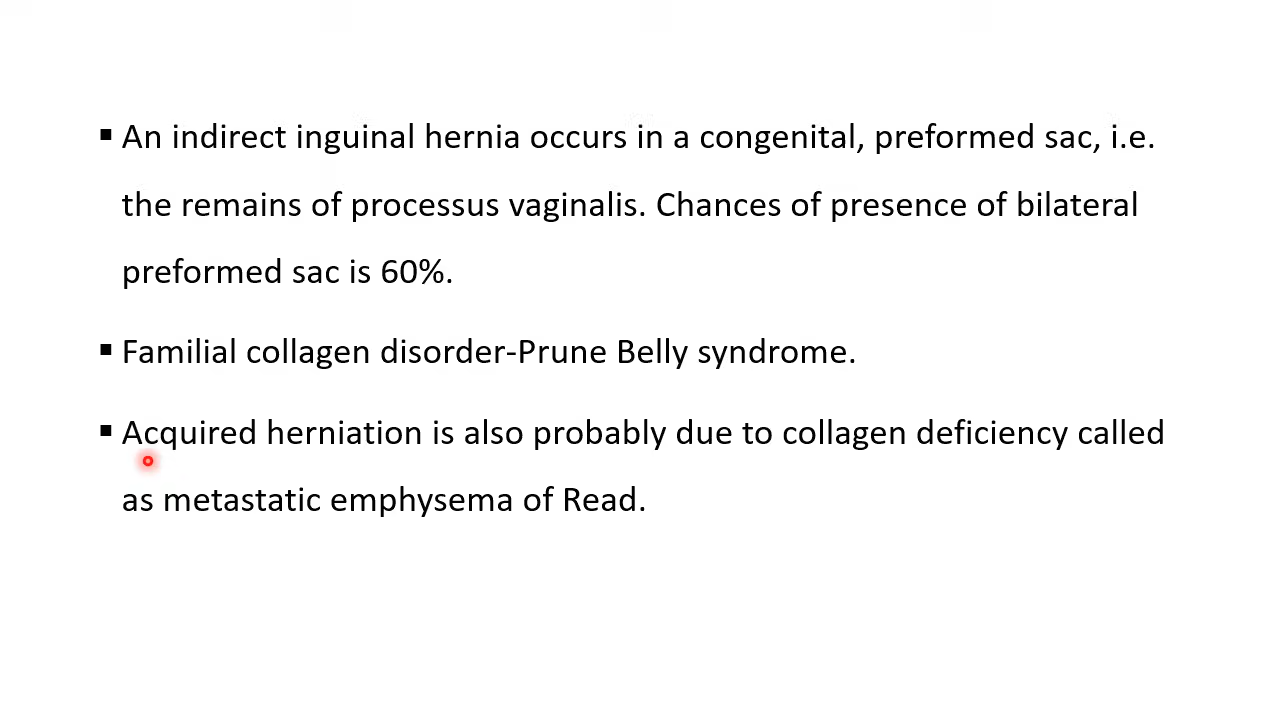 ▪ An indirect inguinal hernia occurs in a congenital, preformed sac, i.e.
the remains of processus vaginalis. Chances of presence of bilateral
preformed sac is 60%.
▪ Familial collagen disorder-Prune Belly syndrome.
▪ Acquired herniation is also probably due to collagen deficiency called
as metastatic emphysema of Read.